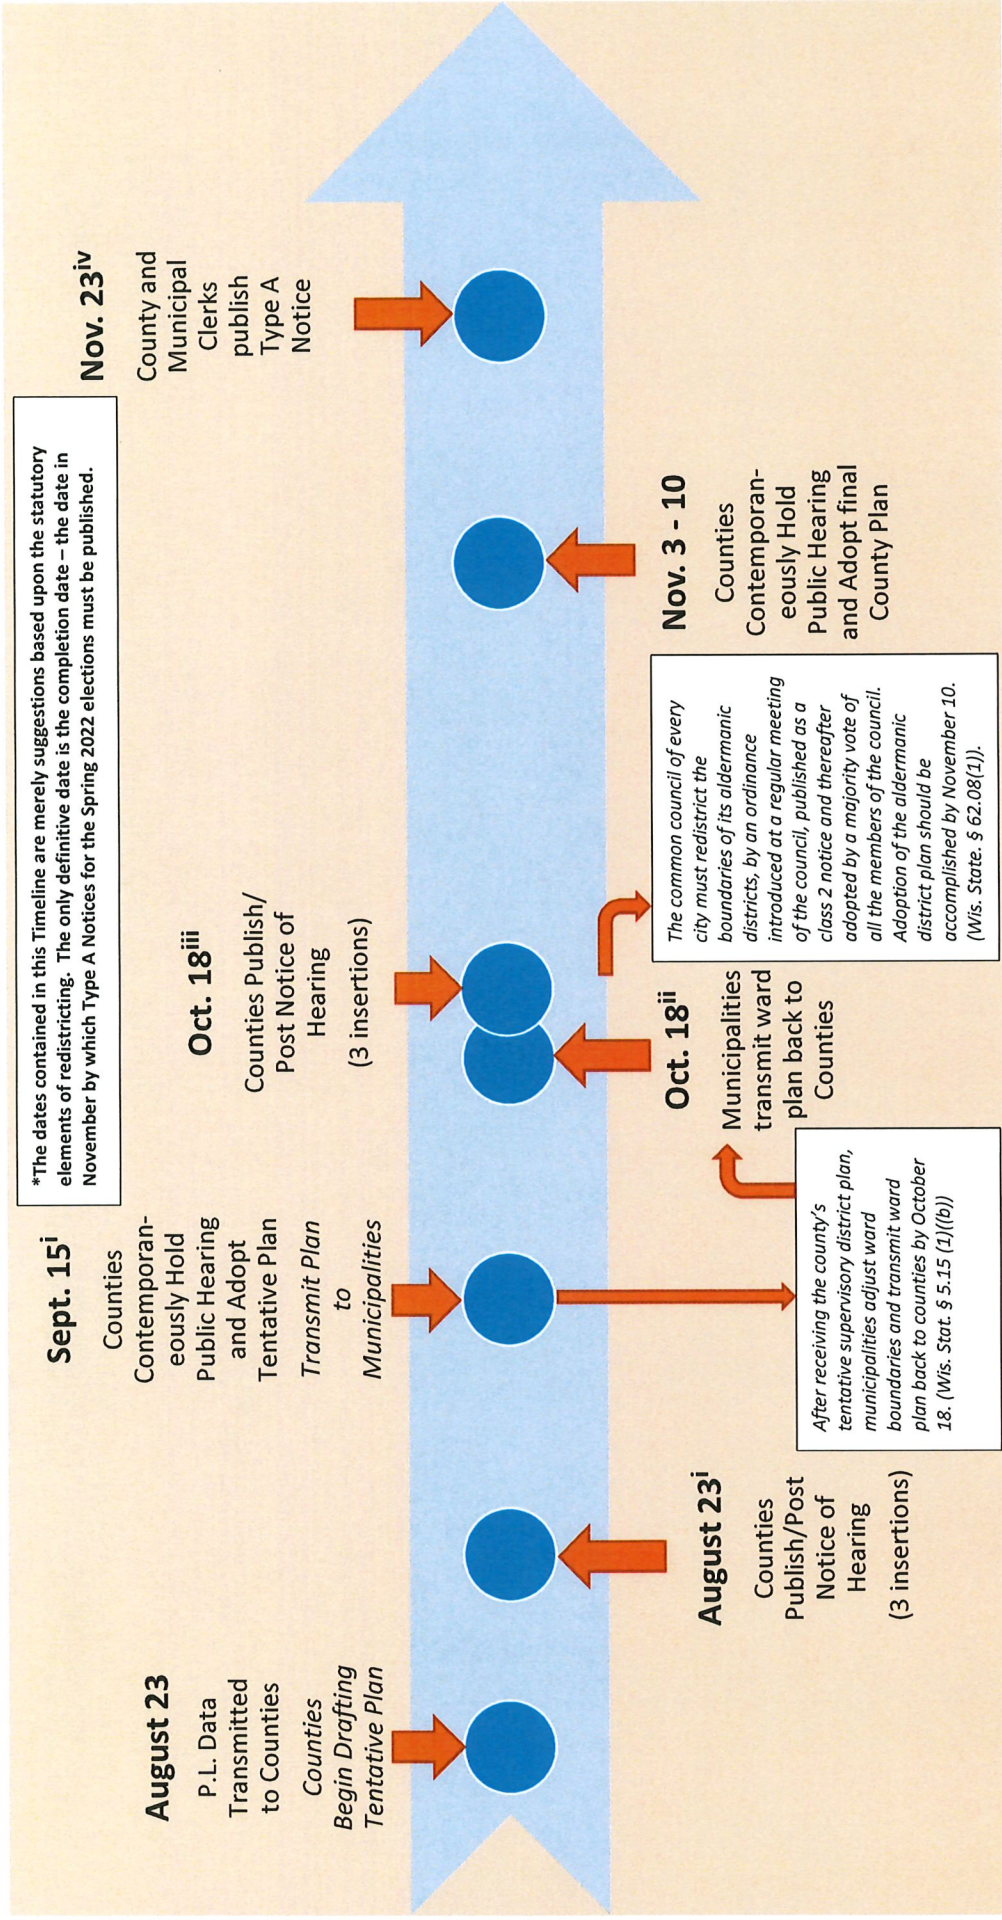 *The dates contained in this Timeline are merely suggestions based upon the statutory
elements of redistricting. The only definitive date is the completion date – the date in
November by which Type A Notices for the Spring 2022 elections must be published.
August 23
P.L. Data
Transmitted
to Counties
Counties
Begin Drafting
Tentative Plan
August 23i
Counties
Publish/Post
Notice of
Hearing
(3 insertions)
Sept. 15i
Counties
Contemporan-
eously Hold
Public Hearing
and Adopt
Tentative Plan
Transmit Plan
to
Municipalities
After receiving the county's
tentative supervisory district plan,
municipalities adjust ward
boundaries and transmit ward
plan back to counties by October
18. (Wis. Stat. § 5.15 (1)((b))
Oct. 18ii
Municipalities
transmit ward
plan back to
Counties
Oct. 18iii
Counties Publish/
Post Notice of
Hearing
(3 insertions)
The common council of every
city must redistrict the
boundaries of its aldermanic
districts, by an ordinance
introduced at a regular meeting
of the council, published as a
class 2 notice and thereafter
adopted by a majority vote of
all the members of the council.
Adoption of the aldermanic
district plan should be
accomplished by November 10.
(Wis. State. § 62.08(1)).
Nov. 3 - 10
Counties
Contemporan-
eously Hold
Public Hearing
and Adopt final
County Plan
Nov. 23iv
County and
Municipal
Clerks
publish
Type A
Notice